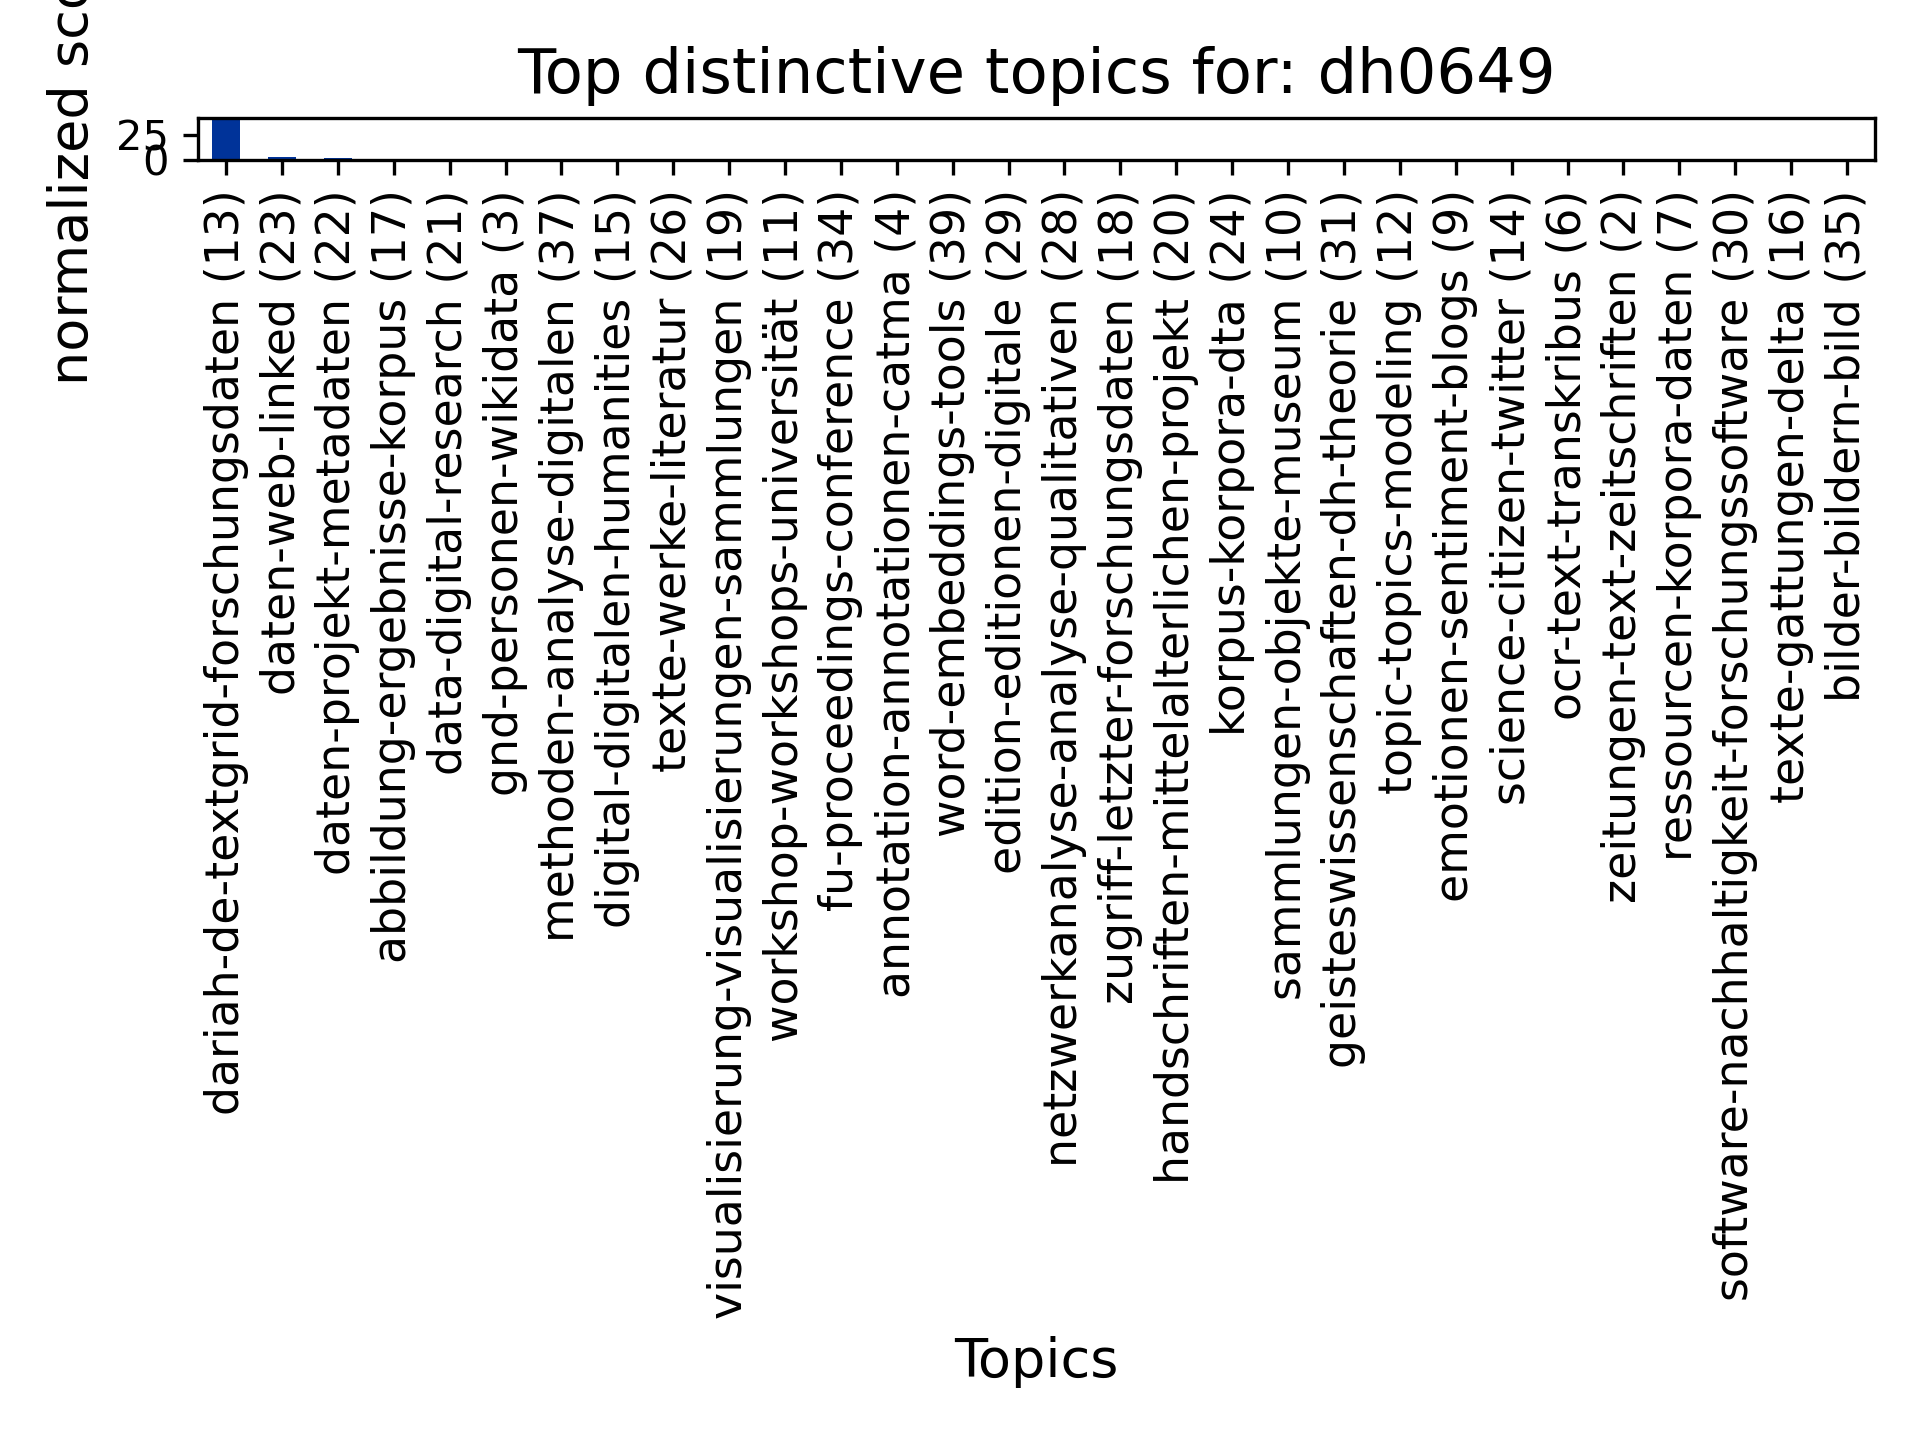 Top distinctive topics for: dh0649
normalized
25
0
dariah-de-textgrid-forschungsdaten (13)
daten-web-linked (23)
daten-projekt-metadaten (22)
abbildung-ergebnisse-korpus (17)
data-digital-research (21)
gnd-personen-wikidata (3)
methoden-analyse-digitalen (37)
digital-digitalen-humanities (15)
texte-werke-literatur (26)
visualisierung-visualisierungen-sammlungen (19)
workshop-workshops-universität (11)
fu-proceedings-conference (34)
annotation-annotationen-catma (4)
word-embeddings-tools (39)
edition-editionen-digitale (29)
netzwerkanalyse-analyse-qualitativen (28)
zugriff-letzter-forschungsdaten (18)
handschriften-mittelalterlichen-projekt (20)
korpus-korpora-dta (24)
sammlungen-objekte-museum (10)
geisteswissenschaften-dh-theorie (31)
topic-topics-modeling (12)
emotionen-sentiment-blogs (9)
science-citizen-twitter (14)
ocr-text-transkribus (6)
zeitungen-text-zeitschriften (2)
ressourcen-korpora-daten (7)
software-nachhaltigkeit-forschungssoftware (30)
texte-gattungen-delta (16)
bilder-bildern-bild (35)
Topics